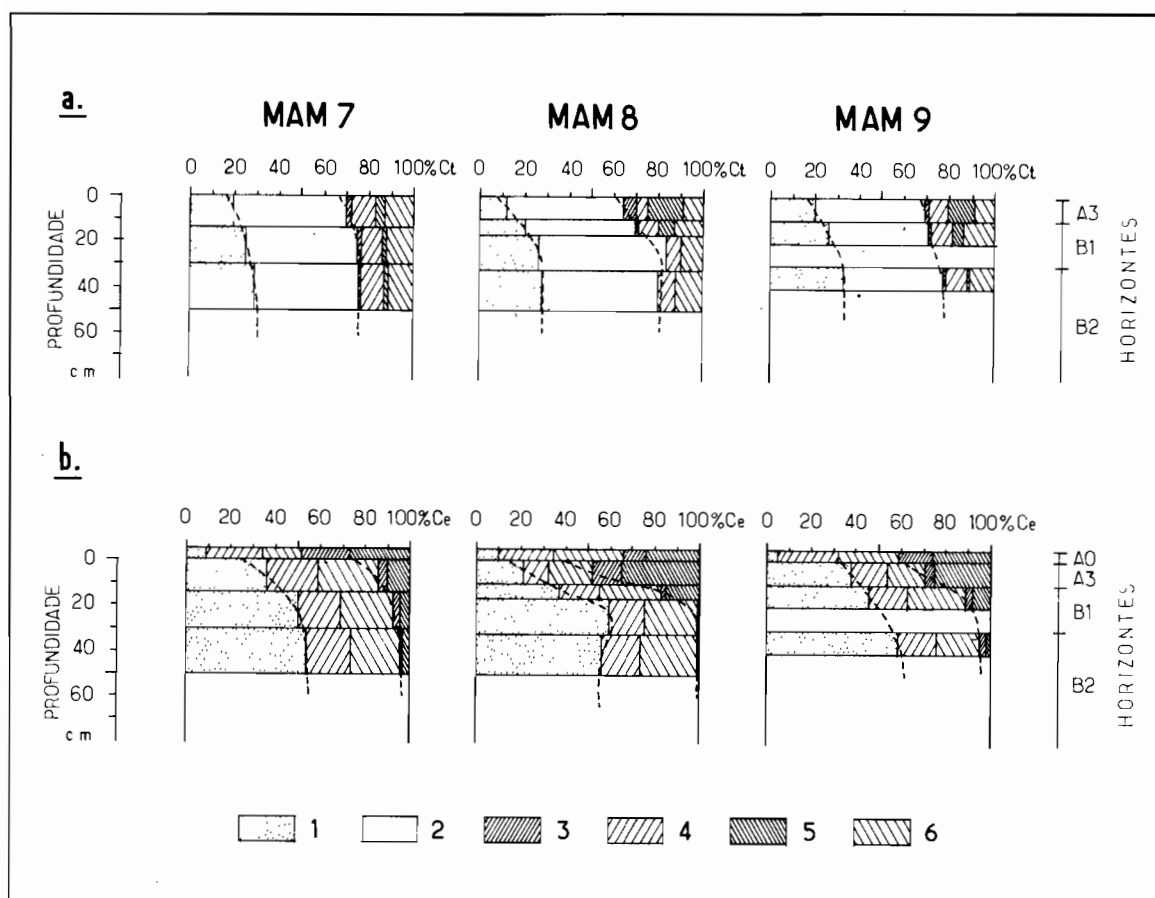 a.
MAM 7 MAM 8 MAM 9
0 20 40 60 80 100%Ct 0 20 40 60 80 100%Ct 0 20 40 60 80 100%Ct
PROFUNDIDADE
0
20
40
60
cm
A3
B1
B2
HORIZONTES
b.
0 20 40 60 80 100%Ce 0 20 40 60 80 100%Ce 0 20 40 60 80 100%Ce
PROFUNDIDADE
0
20
40
60
cm
A0
A3
B1
B2
HORIZONTES
1 2 3 4 5 6